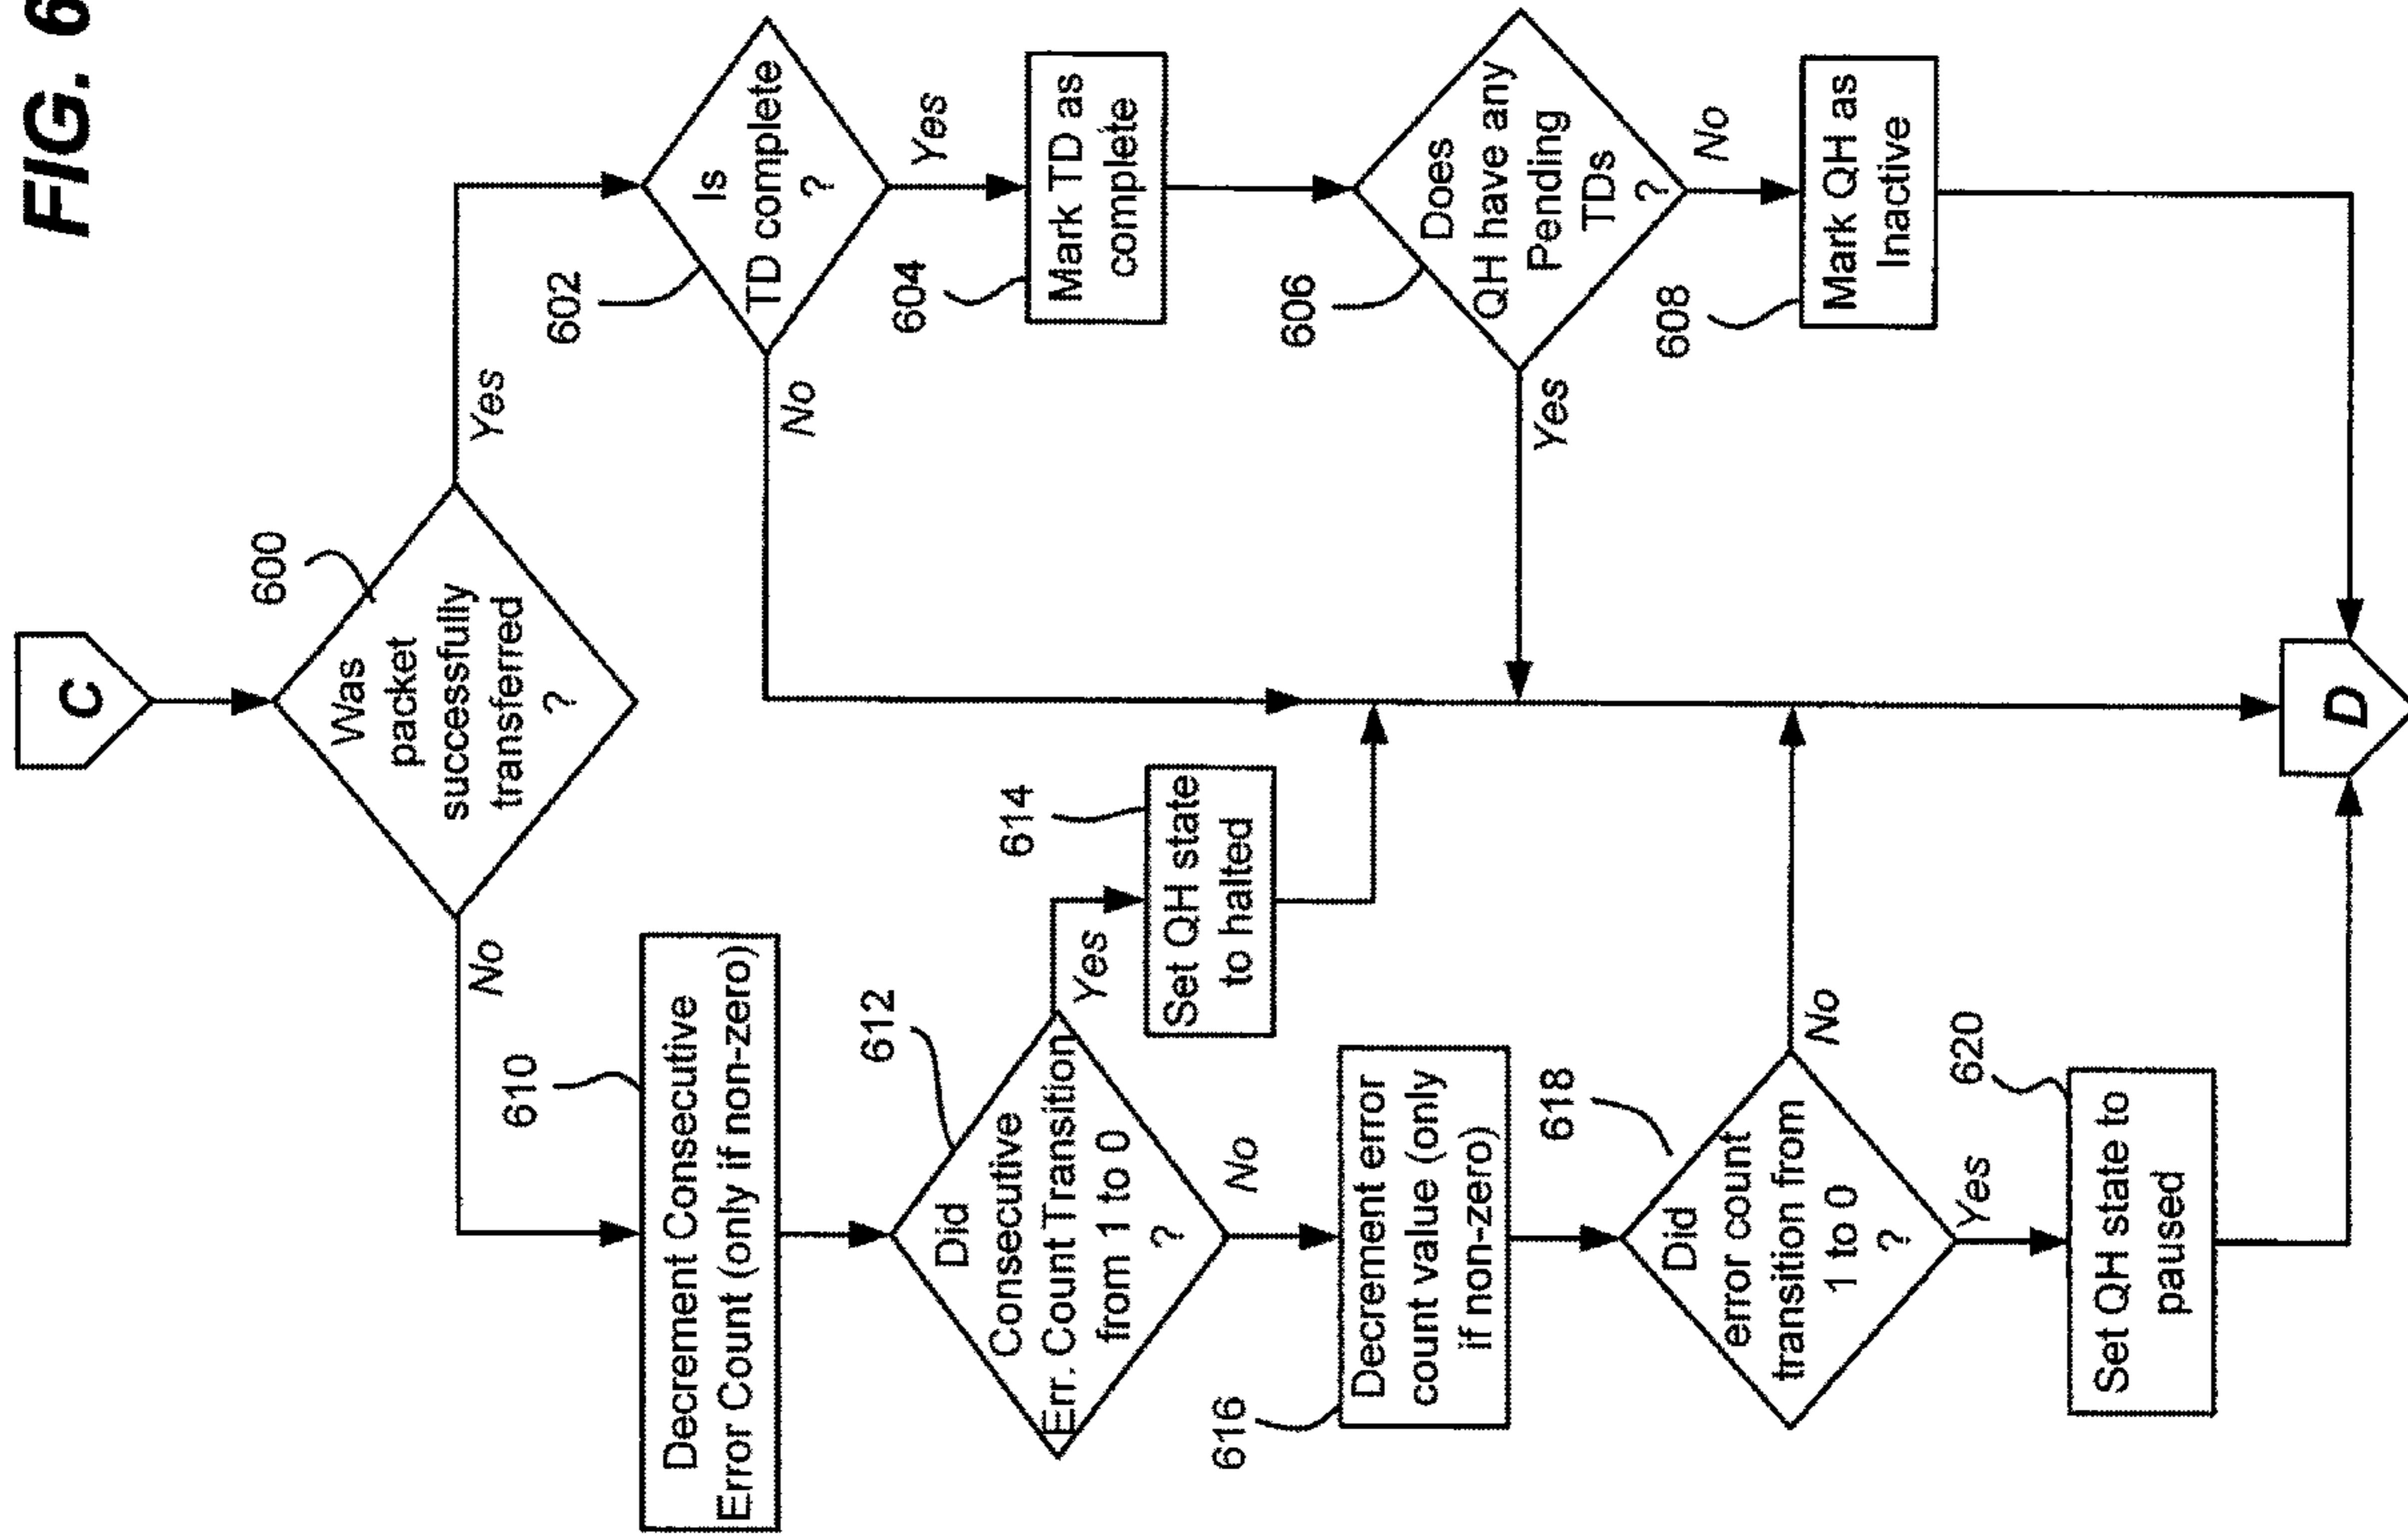 FIG. 6
C
600
Was
packet
successfully
transferred
?
No
Yes
602
Is
TD complete
?
No
Yes
604
Mark TD as
complete
606
Does
QH have any
Pending
TDs
?
Yes
No
608
Mark QH as
Inactive
610
Decrement Consecutive
Error Count (only if non-zero)
612
Did
Consecutive
Err. Count Transition
from 1 to 0
?
Yes
No
614
Set QH state
to halted
616
Decrement error
count value (only
if non-zero)
618
Did
error count
transition from
1 to 0
?
No
Yes
620
Set QH state to
paused
D